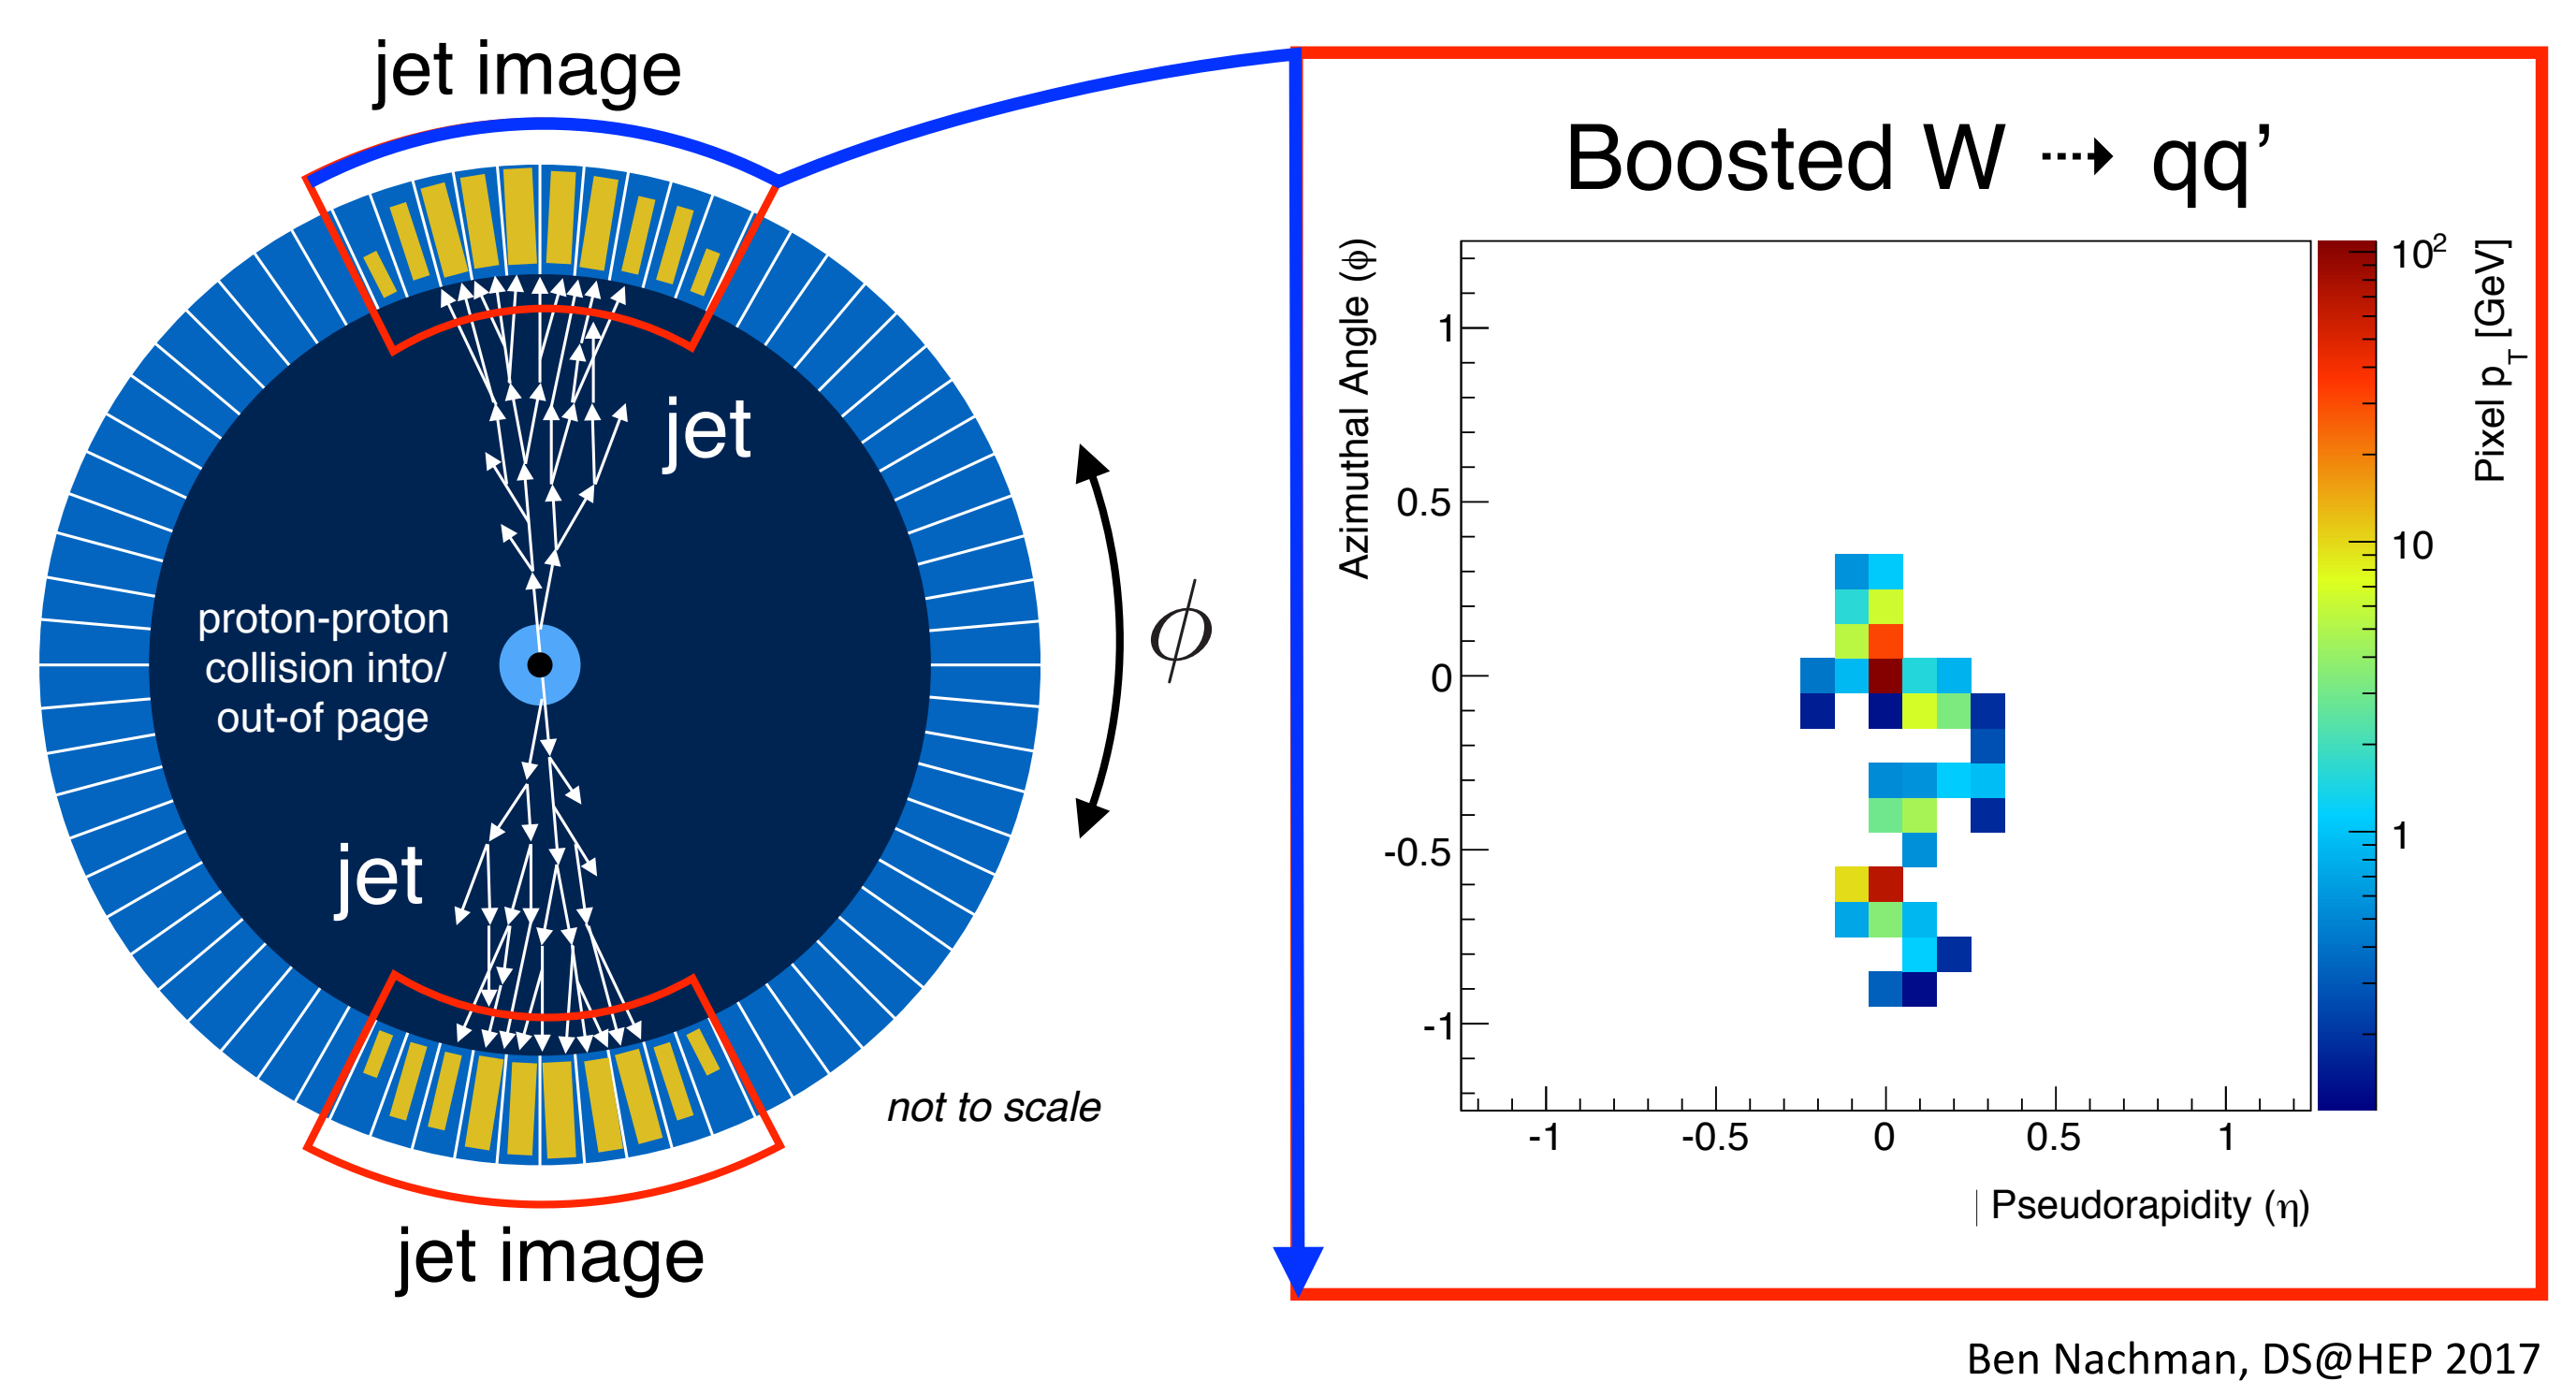 jet image
jet
proton-proton
collision into/
out-of page
jet
jet image
ϕ
not to scale
Boosted W ⇢ qq’
Azimuthal Angle (ϕ)
1
0.5
0
-0.5
-1
-1
-0.5
0
0.5
1
| Pseudorapidity (η)
10²
10
1
Pixel p_T [GeV]
Ben Nachman, DS@HEP 2017